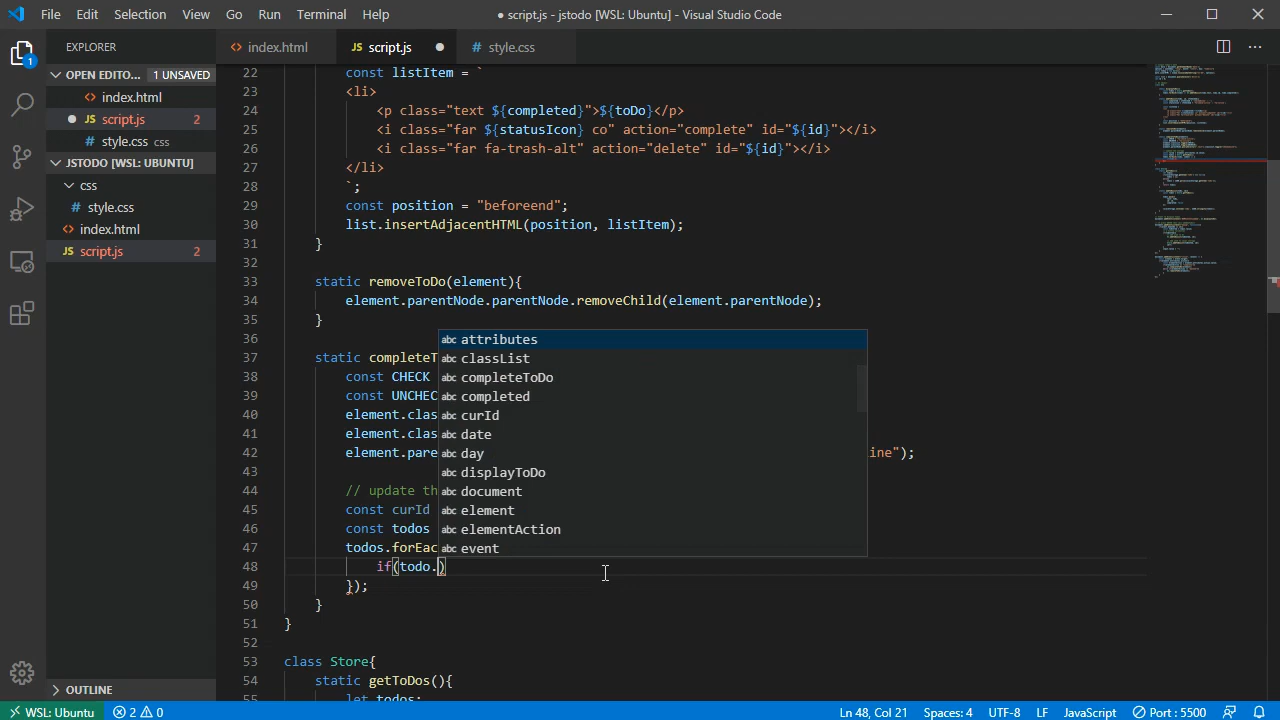 File Edit Selection View Go Run Terminal Help
● script.js - jstodo [WSL: Ubuntu] - Visual Studio Code
EXPLORER
OPEN EDITO... 1 UNSAVED
<> index.html
● JS script.js 2
# style.css css
JSTODO [WSL: UBUNTU]
css
# style.css
<> index.html
JS script.js 2
OUTLINE
1
<> index.html
JS script.js ●
# style.css
22 const listItem = `
23 <li>
24 <p class="text ${completed}">${toDo}</p>
25 <i class="far ${statusIcon} co" action="complete" id="${id}"></i>
26 <i class="far fa-trash-alt" action="delete" id="${id}"></i>
27 </li>
28 `;
29 const position = "beforeend";
30 list.insertAdjacentHTML(position, listItem);
31 }
32
33 static removeToDo(element){
34 element.parentNode.parentNode.removeChild(element.parentNode);
35 }
36
37 static completeT
38 const CHECK
39 const UNCHEC
40 element.clas
41 element.clas
42 element.pare ine");
43
44 // update th
45 const curId
46 const todos
47 todos.forEac
48 if(todo.)
49 });
50 }
51 }
52
53 class Store{
54 static getToDos(){
55 let todos;
abc attributes
abc classList
abc completeToDo
abc completed
abc curId
abc date
abc day
abc displayToDo
abc document
abc element
abc elementAction
abc event
WSL: Ubuntu 2 0 Ln 48, Col 21 Spaces: 4 UTF-8 LF JavaScript Port : 5500